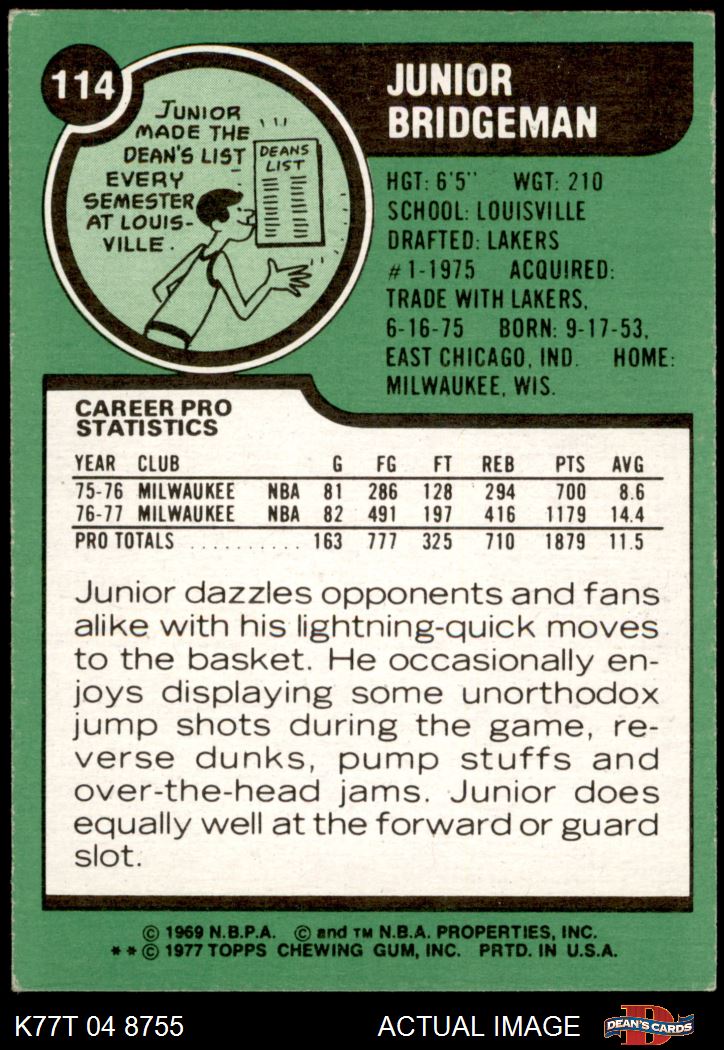 114
JUNIOR
MADE THE
DEAN'S LIST
EVERY
SEMESTER
AT LOUIS-
VILLE.
DEANS
LIST
JUNIOR
BRIDGEMAN
HGT: 6'5" WGT: 210
SCHOOL: LOUISVILLE
DRAFTED: LAKERS
#1-1975 ACQUIRED:
TRADE WITH LAKERS,
6-16-75 BORN: 9-17-53,
EAST CHICAGO, IND. HOME:
MILWAUKEE, WIS.
CAREER PRO
STATISTICS
YEAR CLUB G FG FT REB PTS AVG
75-76 MILWAUKEE NBA 81 286 128 294 700 8.6
76-77 MILWAUKEE NBA 82 491 197 416 1179 14.4
PRO TOTALS .......... 163 777 325 710 1879 11.5
Junior dazzles opponents and fans
alike with his lightning-quick moves
to the basket. He occasionally en-
joys displaying some unorthodox
jump shots during the game, re-
verse dunks, pump stuffs and
over-the-head jams. Junior does
equally well at the forward or guard
slot.
© 1969 N.B.P.A. © and TM N.B.A. PROPERTIES, INC.
**© 1977 TOPPS CHEWING GUM, INC. PRTD. IN U.S.A.
K77T 04 8755 ACTUAL IMAGE
D
DEAN'S CARDS